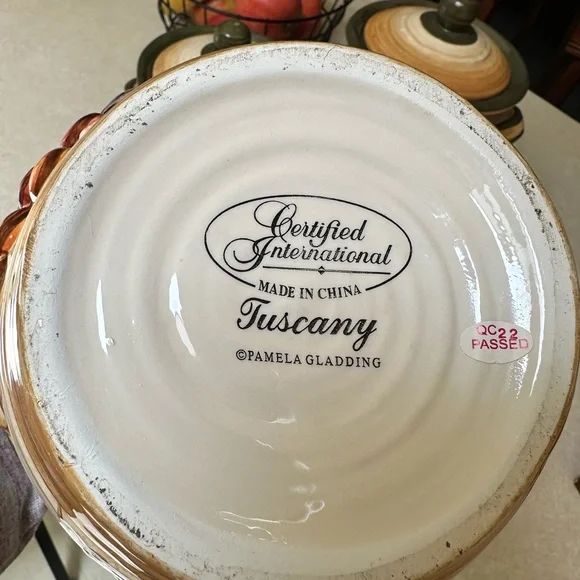 Certified
International
MADE IN CHINA
Tuscany
©PAMELA GLADDING
QC22
PASSED